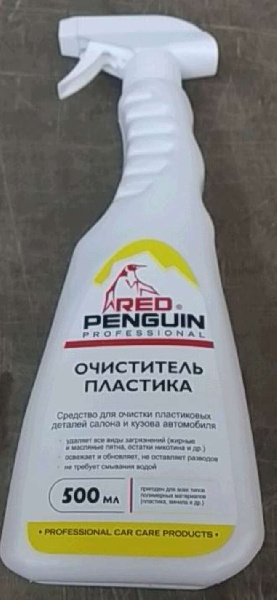 RED®
PENGUIN
PROFESSIONAL
ОЧИСТИТЕЛЬ
ПЛАСТИКА
Средство для очистки пластиковых
деталей салона и кузова автомобиля
• удаляет все виды загрязнений (жирные
и масляные пятна, остатки никотина и др.)
• освежает и обновляет, не оставляет разводов
• не требует смывания водой
500 мл
пригоден для всех типов
полимерных материалов
(пластика, винила и др.)
• PROFESSIONAL CAR CARE PRODUCTS •